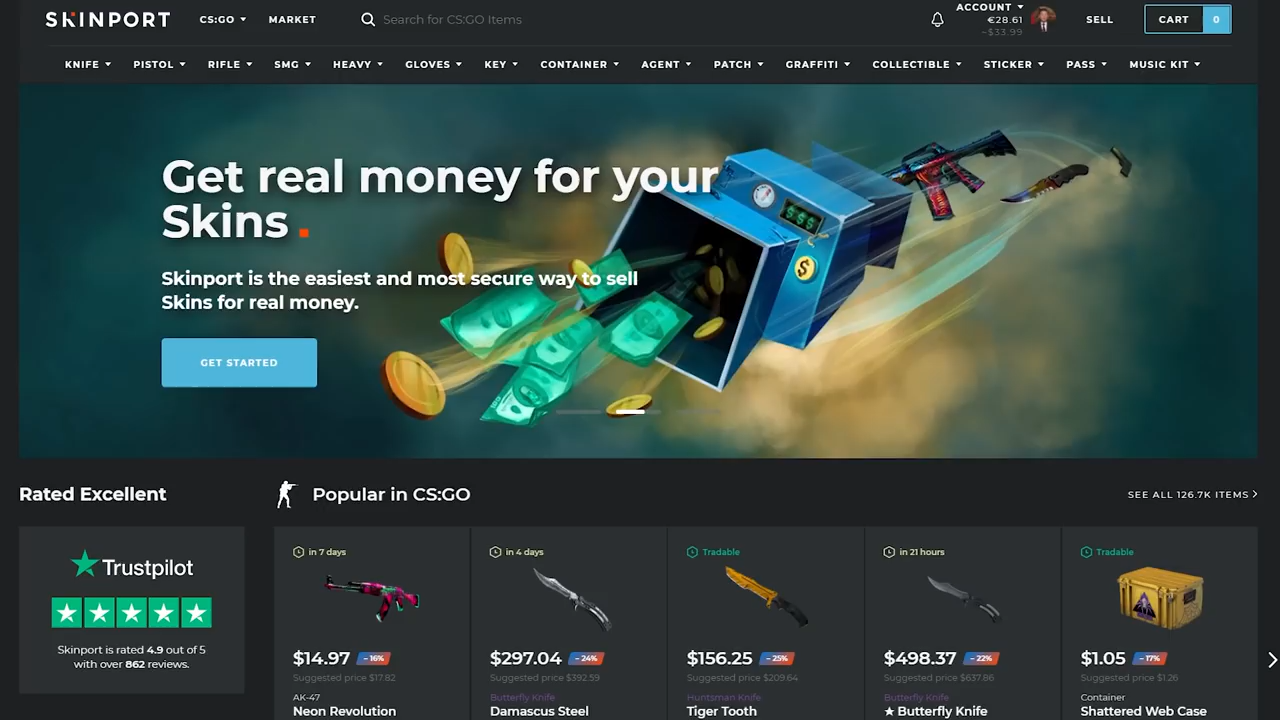 SKINPORT
CS:GO
MARKET
Search for CS:GO Items
ACCOUNT
€28.61
~$33.99
SELL
CART
0
KNIFE
PISTOL
RIFLE
SMG
HEAVY
GLOVES
KEY
CONTAINER
AGENT
PATCH
GRAFFITI
COLLECTIBLE
STICKER
PASS
MUSIC KIT
Get real money for your
Skins .
Skinport is the easiest and most secure way to sell
Skins for real money.
GET STARTED
$$$
$
Rated Excellent
Trustpilot
Skinport is rated 4.9 out of 5
with over 862 reviews.
Popular in CS:GO
SEE ALL 126.7K ITEMS
in 7 days
$14.97
– 16%
Suggested price $17.82
AK-47
Neon Revolution
in 4 days
$297.04
– 24%
Suggested price $392.59
Butterfly Knife
Damascus Steel
Tradable
$156.25
– 25%
Suggested price $209.64
Huntsman Knife
Tiger Tooth
in 21 hours
$498.37
– 22%
Suggested price $637.86
Butterfly Knife
★ Butterfly Knife
Tradable
$1.05
– 17%
Suggested price $1.26
Container
Shattered Web Case